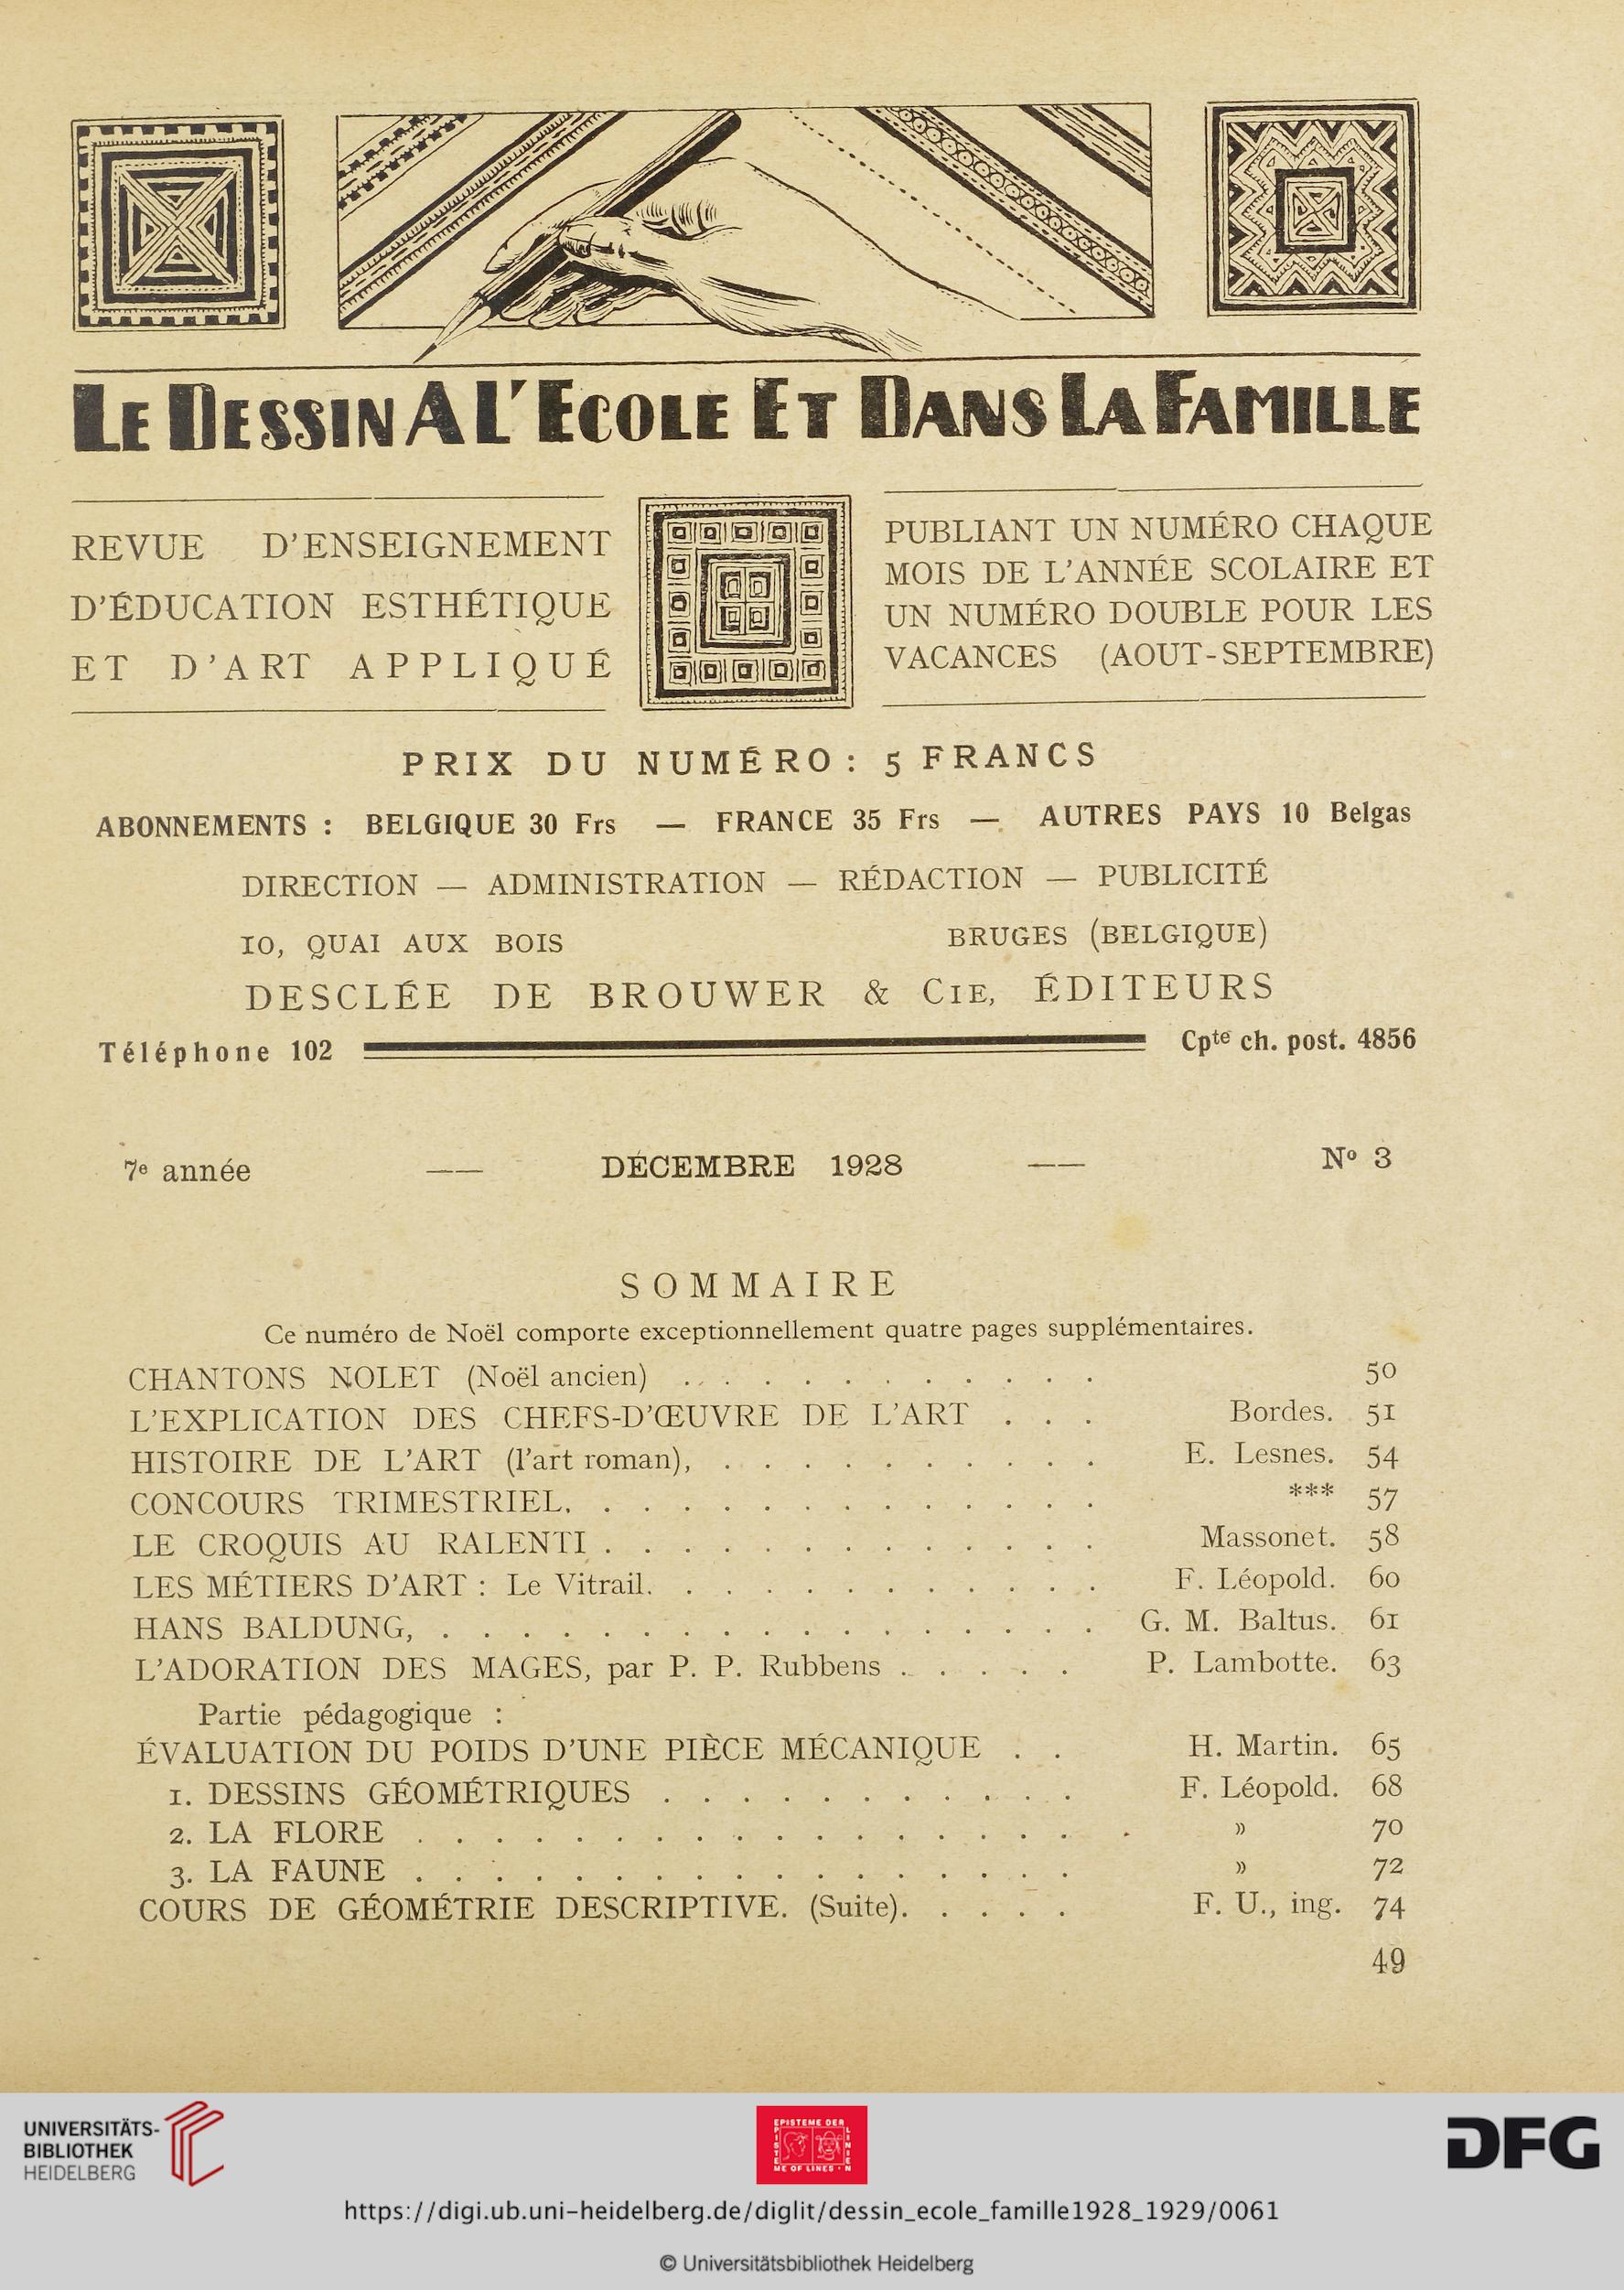 LE DESSIN A L'ECOLE ET DANS LA FAMILLE
REVUE D'ENSEIGNEMENT
D'ÉDUCATION ESTHÉTIQUE
ET D'ART APPLIQUÉ
PUBLIANT UN NUMÉRO CHAQUE
MOIS DE L'ANNÉE SCOLAIRE ET
UN NUMÉRO DOUBLE POUR LES
VACANCES (AOUT-SEPTEMBRE)
PRIX DU NUMÉRO: 5 FRANCS
ABONNEMENTS : BELGIQUE 30 Frs — FRANCE 35 Frs — AUTRES PAYS 10 Belgas
DIRECTION — ADMINISTRATION — RÉDACTION — PUBLICITÉ
10, QUAI AUX BOIS BRUGES (BELGIQUE)
DESCLÉE DE BROUWER & CIE, ÉDITEURS
Téléphone 102 Cpte ch. post. 4856
7e année —— DÉCEMBRE 1928 —— No 3
SOMMAIRE
Ce numéro de Noël comporte exceptionnellement quatre pages supplémentaires.
CHANTONS NOLET (Noël ancien) . . . . . . . . . . . 50
L'EXPLICATION DES CHEFS-D'ŒUVRE DE L'ART . . . Bordes. 51
HISTOIRE DE L'ART (l'art roman), . . . . . . . . . . E. Lesnes. 54
CONCOURS TRIMESTRIEL. . . . . . . . . . . . . . *** 57
LE CROQUIS AU RALENTI . . . . . . . . . . . . . Massonet. 58
LES MÉTIERS D'ART : Le Vitrail. . . . . . . . . . . . F. Léopold. 60
HANS BALDUNG, . . . . . . . . . . . . . . . . . G. M. Baltus. 61
L'ADORATION DES MAGES, par P. P. Rubbens . . . . . P. Lambotte. 63
Partie pédagogique :
ÉVALUATION DU POIDS D'UNE PIÈCE MÉCANIQUE . . H. Martin. 65
1. DESSINS GÉOMÉTRIQUES . . . . . . . . . . . F. Léopold. 68
2. LA FLORE . . . . . . . . . . . . . . . . . » 70
3. LA FAUNE . . . . . . . . . . . . . . . . . » 72
COURS DE GÉOMÉTRIE DESCRIPTIVE. (Suite). . . . . F. U., ing. 74
49
UNIVERSITÄTS-
BIBLIOTHEK
HEIDELBERG
EPISTEME DER
LINIEN
EPISTE
ME OF LINES
DFG
https://digi.ub.uni-heidelberg.de/diglit/dessin_ecole_famille1928_1929/0061
© Universitätsbibliothek Heidelberg